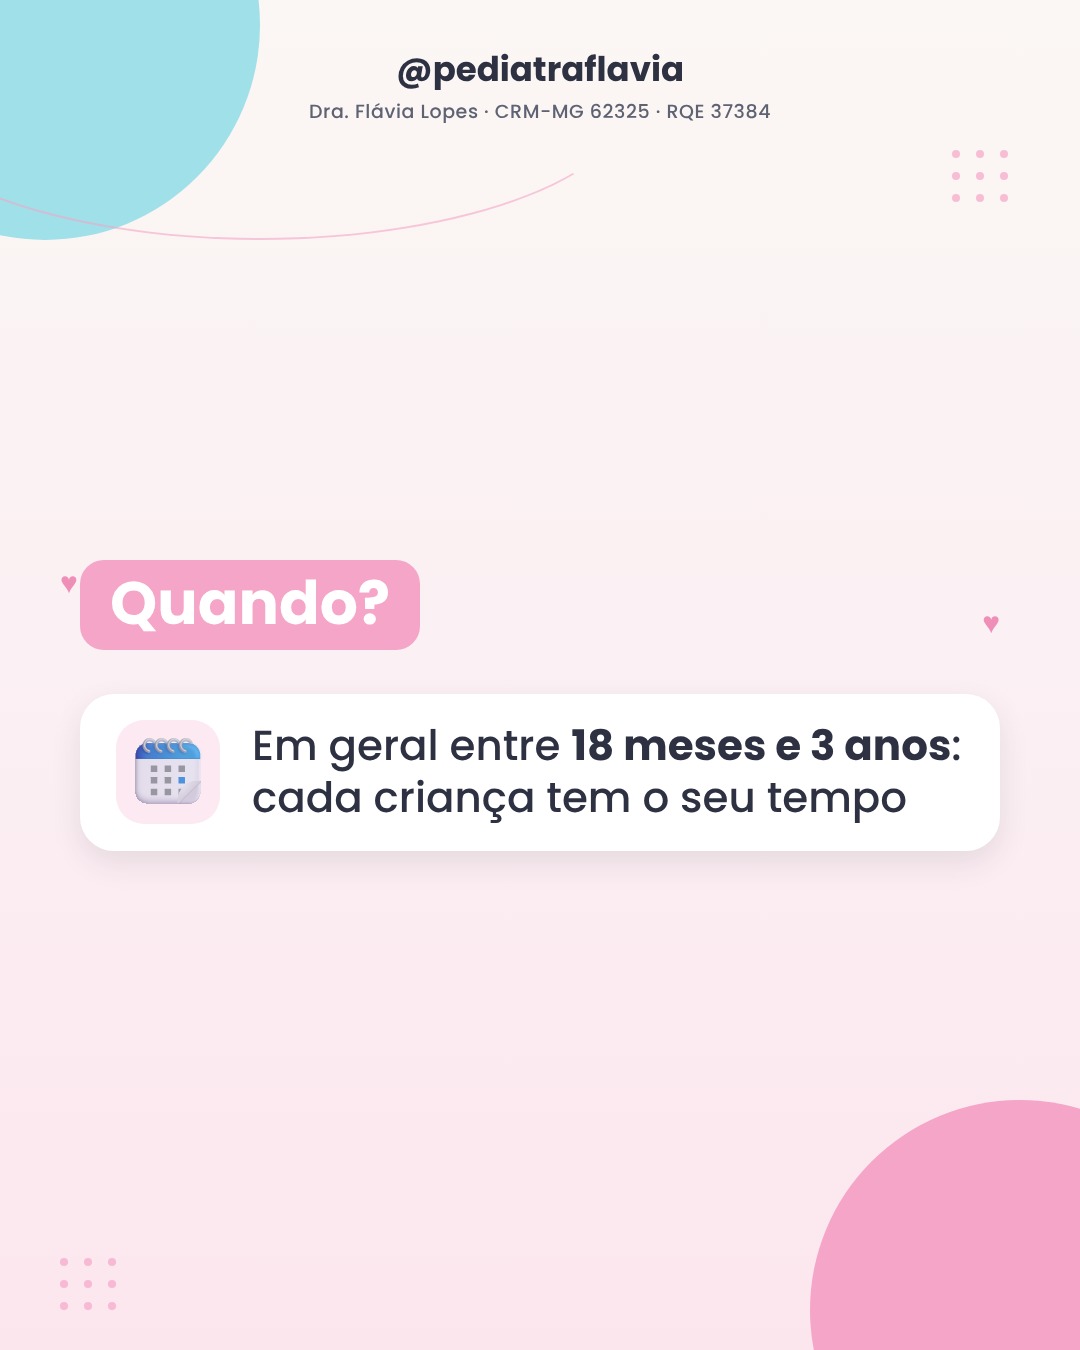 @pediatraflavia
Dra. Flávia Lopes · CRM-MG 62325 · RQE 37384
Quando?
Em geral entre 18 meses e 3 anos:
cada criança tem o seu tempo